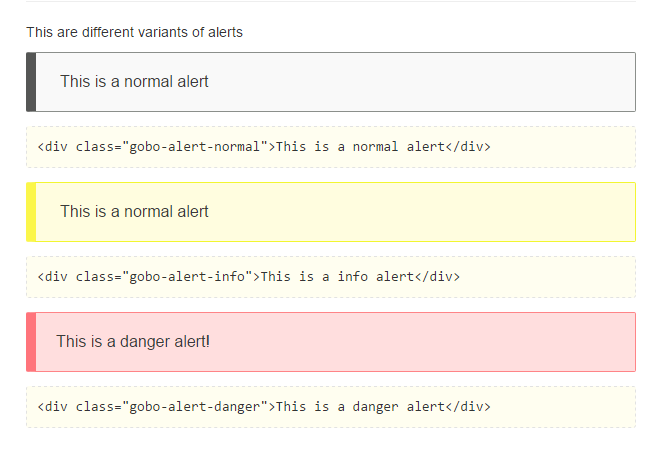 This are different variants of alerts
This is a normal alert
<div class="gobo-alert-normal">This is a normal alert</div>
This is a normal alert
<div class="gobo-alert-info">This is a info alert</div>
This is a danger alert!
<div class="gobo-alert-danger">This is a danger alert</div>